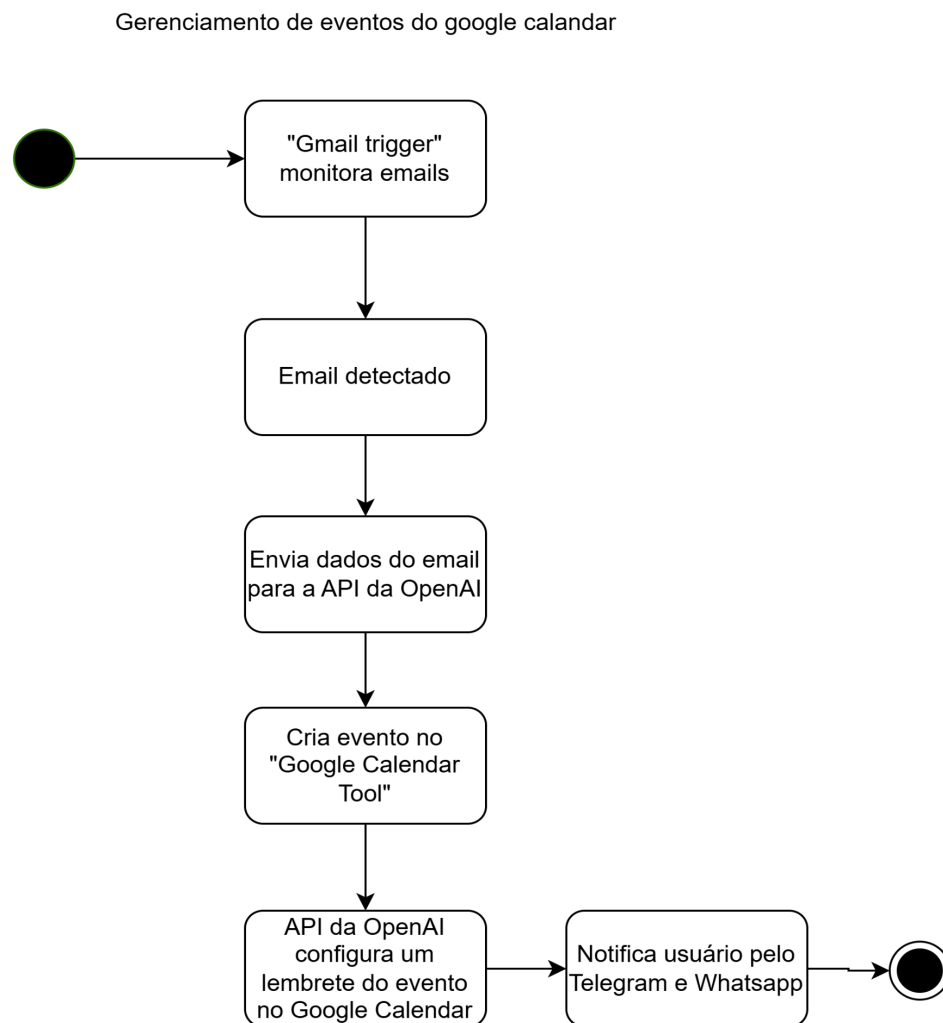 Gerenciamento de eventos do google calandar
"Gmail trigger"
monitora emails
Email detectado
Envia dados do email
para a API da OpenAI
Cria evento no
"Google Calendar
Tool"
API da OpenAI
configura um
lembrete do evento
no Google Calendar
Notifica usuário pelo
Telegram e Whatsapp